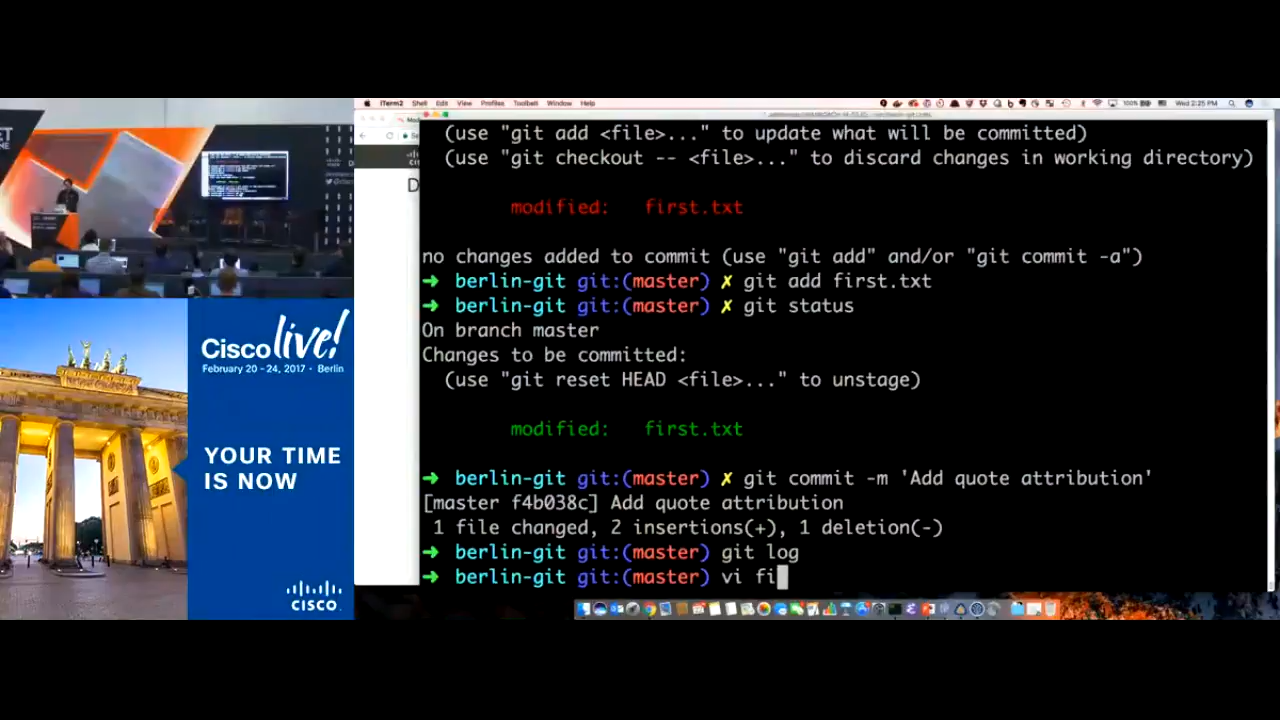 iTerm2 Shell Edit View Profiles Toolbelt Window Help
100% Wed 2:25 PM
(use "git add <file>..." to update what will be committed)
(use "git checkout -- <file>..." to discard changes in working directory)
modified: first.txt
no changes added to commit (use "git add" and/or "git commit -a")
➜ berlin-git git:(master) ✗ git add first.txt
➜ berlin-git git:(master) ✗ git status
On branch master
Changes to be committed:
(use "git reset HEAD <file>..." to unstage)
modified: first.txt
➜ berlin-git git:(master) ✗ git commit -m 'Add quote attribution'
[master f4b038c] Add quote attribution
1 file changed, 2 insertions(+), 1 deletion(-)
➜ berlin-git git:(master) git log
➜ berlin-git git:(master) vi fi
Cisco live!
February 20 - 24, 2017 • Berlin
YOUR TIME
IS NOW
CISCO